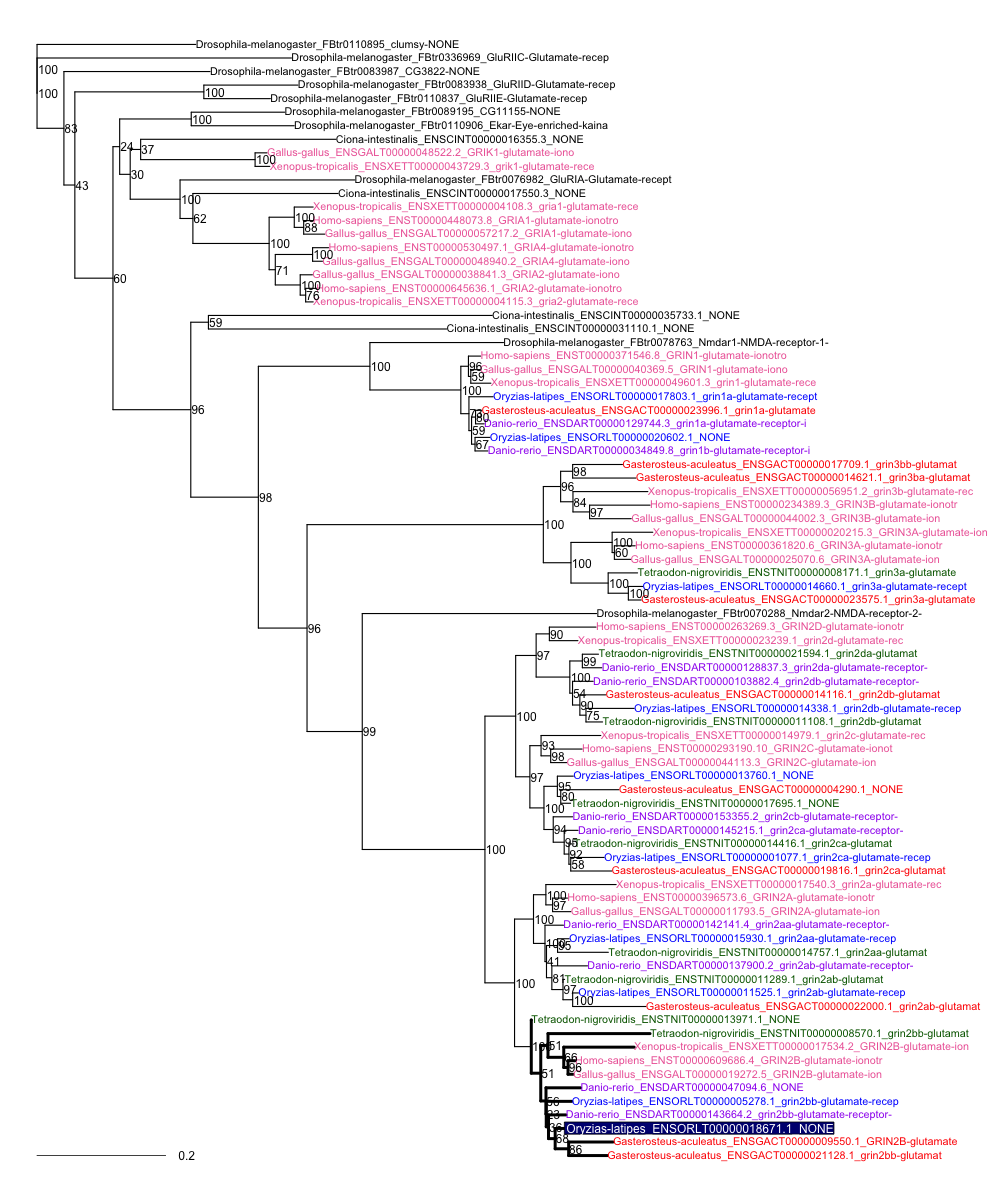 Drosophila-melanogaster_FBtr0110895_clumsy-NONE
Drosophila-melanogaster_FBtr0336969_GluRIIC-Glutamate-recep
100
Drosophila-melanogaster_FBtr0083987_CG3822-NONE
Drosophila-melanogaster_FBtr0083938_GluRIID-Glutamate-recep
100
100
Drosophila-melanogaster_FBtr0110837_GluRIIE-Glutamate-recep
Drosophila-melanogaster_FBtr0089195_CG11155-NONE
100
83
Drosophila-melanogaster_FBtr0110906_Ekar-Eye-enriched-kaina
Ciona-intestinalis_ENSCINT00000016355.3_NONE
24
37
Gallus-gallus_ENSGALT00000048522.2_GRIK1-glutamate-iono
100
Xenopus-tropicalis_ENSXETT00000043729.3_grik1-glutamate-rece
30
Drosophila-melanogaster_FBtr0076982_GluRIA-Glutamate-recept
43
Ciona-intestinalis_ENSCINT00000017550.3_NONE
100
Xenopus-tropicalis_ENSXETT00000004108.3_gria1-glutamate-rece
62
100
Homo-sapiens_ENST00000448073.8_GRIA1-glutamate-ionotro
88
Gallus-gallus_ENSGALT00000057217.2_GRIA1-glutamate-iono
100
Homo-sapiens_ENST00000530497.1_GRIA4-glutamate-ionotro
100
Gallus-gallus_ENSGALT00000048940.2_GRIA4-glutamate-iono
71
Gallus-gallus_ENSGALT00000038841.3_GRIA2-glutamate-iono
60
100
Homo-sapiens_ENST00000645636.1_GRIA2-glutamate-ionotro
76
Xenopus-tropicalis_ENSXETT00000004115.3_gria2-glutamate-rece
Ciona-intestinalis_ENSCINT00000035733.1_NONE
59
Ciona-intestinalis_ENSCINT00000031110.1_NONE
Drosophila-melanogaster_FBtr0078763_Nmdar1-NMDA-receptor-1-
Homo-sapiens_ENST00000371546.8_GRIN1-glutamate-ionotro
100
96
Gallus-gallus_ENSGALT00000040369.5_GRIN1-glutamate-iono
59
Xenopus-tropicalis_ENSXETT00000049601.3_grin1-glutamate-rece
100
Oryzias-latipes_ENSORLT00000017803.1_grin1a-glutamate-recept
96
Gasterosteus-aculeatus_ENSGACT00000023996.1_grin1a-glutamate
80
Danio-rerio_ENSDART00000129744.3_grin1a-glutamate-receptor-i
59
Oryzias-latipes_ENSORLT00000020602.1_NONE
67
Danio-rerio_ENSDART00000034849.8_grin1b-glutamate-receptor-i
Gasterosteus-aculeatus_ENSGACT00000017709.1_grin3bb-glutamat
98
Gasterosteus-aculeatus_ENSGACT00000014621.1_grin3ba-glutamat
96
Xenopus-tropicalis_ENSXETT00000056951.2_grin3b-glutamate-rec
98
84
Homo-sapiens_ENST00000234389.3_GRIN3B-glutamate-ionotr
97
Gallus-gallus_ENSGALT00000044002.3_GRIN3B-glutamate-ion
100
Xenopus-tropicalis_ENSXETT00000020215.3_GRIN3A-glutamate-ion
100
Homo-sapiens_ENST00000361820.6_GRIN3A-glutamate-ionotr
60
Gallus-gallus_ENSGALT00000025070.6_GRIN3A-glutamate-ion
100
Tetraodon-nigroviridis_ENSTNIT00000008171.1_grin3a-glutamate
100
Oryzias-latipes_ENSORLT00000014660.1_grin3a-glutamate-recept
100
Gasterosteus-aculeatus_ENSGACT00000023575.1_grin3a-glutamate
Drosophila-melanogaster_FBtr0070288_Nmdar2-NMDA-receptor-2-
96
Homo-sapiens_ENST00000263269.3_GRIN2D-glutamate-ionotr
90
Xenopus-tropicalis_ENSXETT00000023239.1_grin2d-glutamate-rec
97
Tetraodon-nigroviridis_ENSTNIT00000021594.1_grin2da-glutamat
99
Danio-rerio_ENSDART00000128837.3_grin2da-glutamate-receptor-
100
Danio-rerio_ENSDART00000103882.4_grin2db-glutamate-receptor-
54
Gasterosteus-aculeatus_ENSGACT00000014116.1_grin2db-glutamat
90
Oryzias-latipes_ENSORLT00000014338.1_grin2db-glutamate-recep
100
75
Tetraodon-nigroviridis_ENSTNIT00000011108.1_grin2db-glutamat
99
Xenopus-tropicalis_ENSXETT00000014979.1_grin2c-glutamate-rec
93
Homo-sapiens_ENST00000293190.10_GRIN2C-glutamate-ionot
98
Gallus-gallus_ENSGALT00000044113.3_GRIN2C-glutamate-ion
97
Oryzias-latipes_ENSORLT00000013760.1_NONE
95
Gasterosteus-aculeatus_ENSGACT00000004290.1_NONE
80
Tetraodon-nigroviridis_ENSTNIT00000017695.1_NONE
100
Danio-rerio_ENSDART00000153355.2_grin2cb-glutamate-receptor-
94
Danio-rerio_ENSDART00000145215.1_grin2ca-glutamate-receptor-
Tetraodon-nigroviridis_ENSTNIT00000014416.1_grin2ca-glutamat
100
92
Oryzias-latipes_ENSORLT00000001077.1_grin2ca-glutamate-recep
58
Gasterosteus-aculeatus_ENSGACT00000019816.1_grin2ca-glutamat
Xenopus-tropicalis_ENSXETT00000017540.3_grin2a-glutamate-rec
100
Homo-sapiens_ENST00000396573.6_GRIN2A-glutamate-ionotr
97
Gallus-gallus_ENSGALT00000011793.5_GRIN2A-glutamate-ion
100
Danio-rerio_ENSDART00000142141.4_grin2aa-glutamate-receptor-
Oryzias-latipes_ENSORLT00000015930.1_grin2aa-glutamate-recep
100
95
Tetraodon-nigroviridis_ENSTNIT00000014757.1_grin2aa-glutamat
41
Danio-rerio_ENSDART00000137900.2_grin2ab-glutamate-receptor-
81
Tetraodon-nigroviridis_ENSTNIT00000011289.1_grin2ab-glutamat
100
97
Oryzias-latipes_ENSORLT00000011525.1_grin2ab-glutamate-recep
100
Gasterosteus-aculeatus_ENSGACT00000022000.1_grin2ab-glutamat
Tetraodon-nigroviridis_ENSTNIT00000013971.1_NONE
Tetraodon-nigroviridis_ENSTNIT00000008570.1_grin2bb-glutamat
51
Xenopus-tropicalis_ENSXETT00000017534.2_GRIN2B-glutamate-ion
66
Homo-sapiens_ENST00000609686.4_GRIN2B-glutamate-ionotr
96
Gallus-gallus_ENSGALT00000019272.5_GRIN2B-glutamate-ion
51
Danio-rerio_ENSDART00000047094.6_NONE
56
Oryzias-latipes_ENSORLT00000005278.1_grin2bb-glutamate-recep
Danio-rerio_ENSDART00000143664.2_grin2bb-glutamate-receptor-
Oryzias-latipes_ENSORLT00000018671.1_NONE
68
Gasterosteus-aculeatus_ENSGACT00000009550.1_GRIN2B-glutamate
86
Gasterosteus-aculeatus_ENSGACT00000021128.1_grin2bb-glutamat
0.2